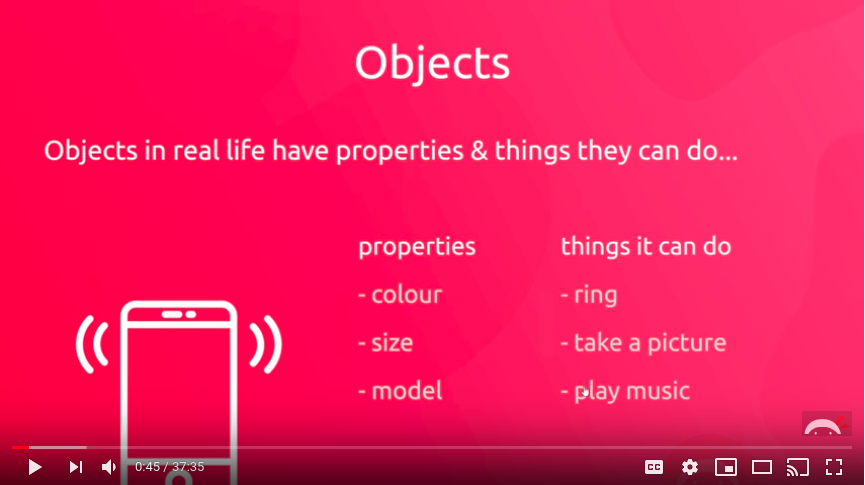 Objects
Objects in real life have properties & things they can do...
properties
things it can do
- colour
- ring
- size
- take a picture
- model
- play music
0:45 / 37:35
CC